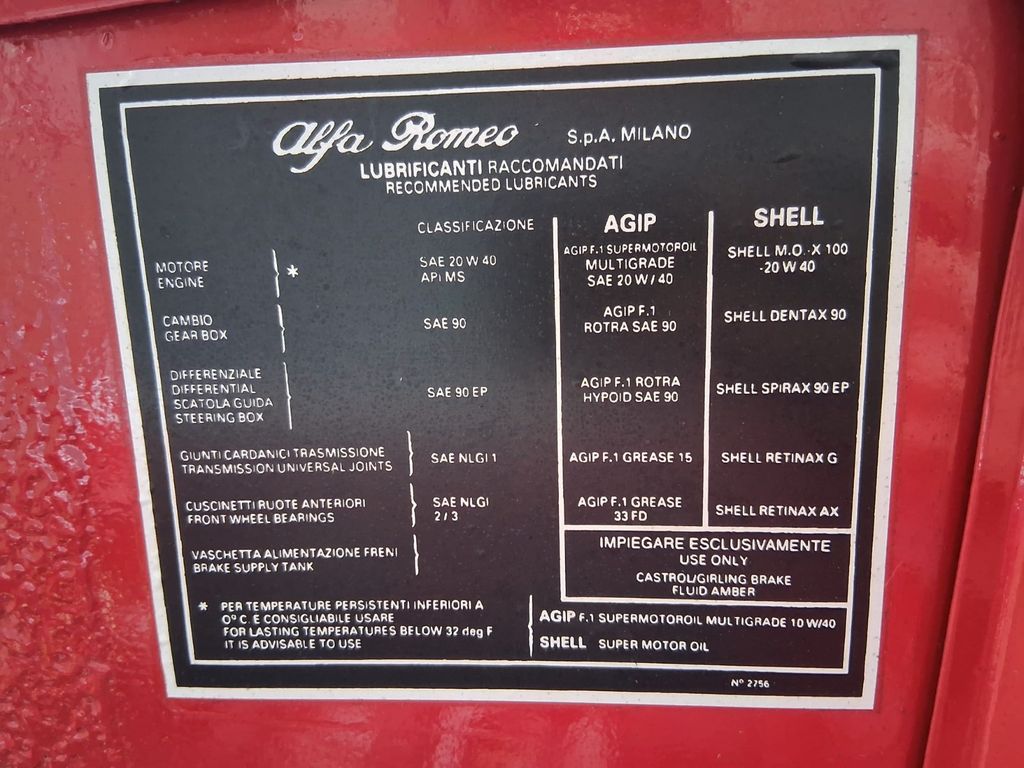 Alfa Romeo S.p.A. MILANO
LUBRIFICANTI RACCOMANDATI
RECOMMENDED LUBRICANTS
CLASSIFICAZIONE AGIP SHELL
MOTORE
ENGINE
*
SAE 20 W 40
API MS
AGIP F.1 SUPERMOTOROIL
MULTIGRADE
SAE 20 W / 40
SHELL M.O. X 100
-20 W 40
CAMBIO
GEAR BOX
SAE 90
AGIP F.1
ROTRA SAE 90
SHELL DENTAX 90
DIFFERENZIALE
DIFFERENTIAL
SCATOLA GUIDA
STEERING BOX
SAE 90 EP
AGIP F.1 ROTRA
HYPOID SAE 90
SHELL SPIRAX 90 EP
GIUNTI CARDANICI TRASMISSIONE
TRANSMISSION UNIVERSAL JOINTS
SAE NLGI 1
AGIP F.1 GREASE 15
SHELL RETINAX G
CUSCINETTI RUOTE ANTERIORI
FRONT WHEEL BEARINGS
SAE NLGI
2 / 3
AGIP F.1 GREASE
33 FD
SHELL RETINAX AX
VASCHETTA ALIMENTAZIONE FRENI
BRAKE SUPPLY TANK
IMPIEGARE ESCLUSIVAMENTE
USE ONLY
CASTROL/GIRLING BRAKE
FLUID AMBER
* PER TEMPERATURE PERSISTENTI INFERIORI A
0° C. E CONSIGLIABILE USARE
FOR LASTING TEMPERATURES BELOW 32 deg F
IT IS ADVISABLE TO USE
AGIP F.1 SUPERMOTOROIL MULTIGRADE 10 W/40
SHELL SUPER MOTOR OIL
N° 2756